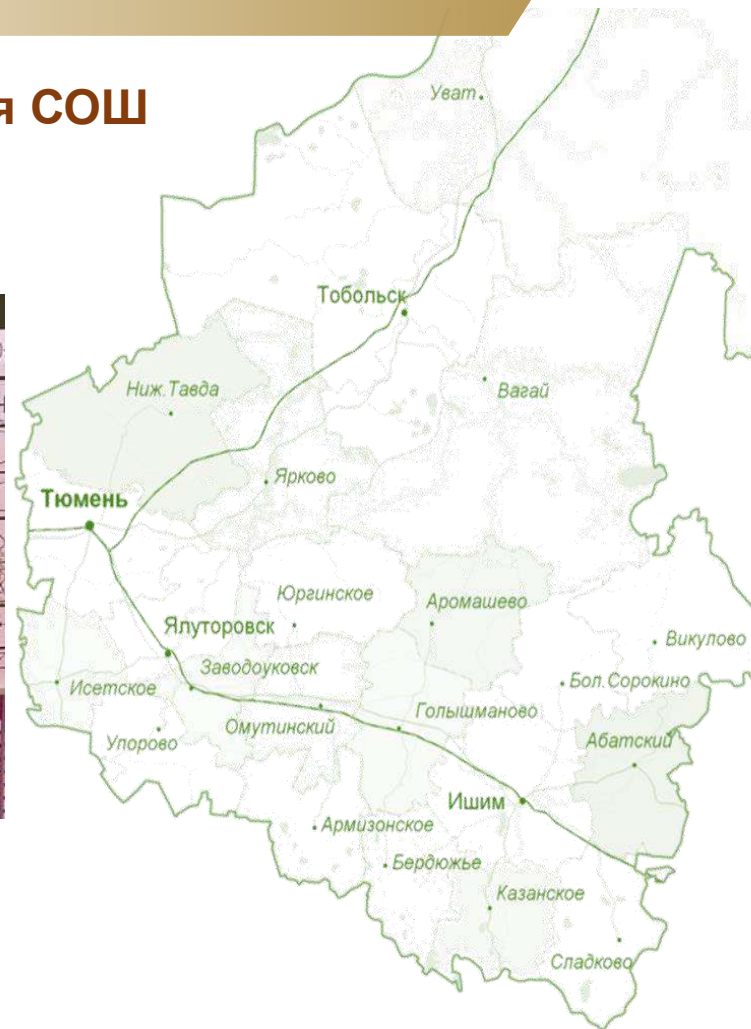 я СОШ
Уват
Тобольск
Ниж.Тавда
Вагай
Ярково
Тюмень
Юргинское
Аромашево
Ялуторовск
Викулово
Заводоуковск
Исетское
Бол.Сорокино
Омутинский
Голышманово
Упорово
Абатский
Ишим
Армизонское
Бердюжье
Казанское
Сладково